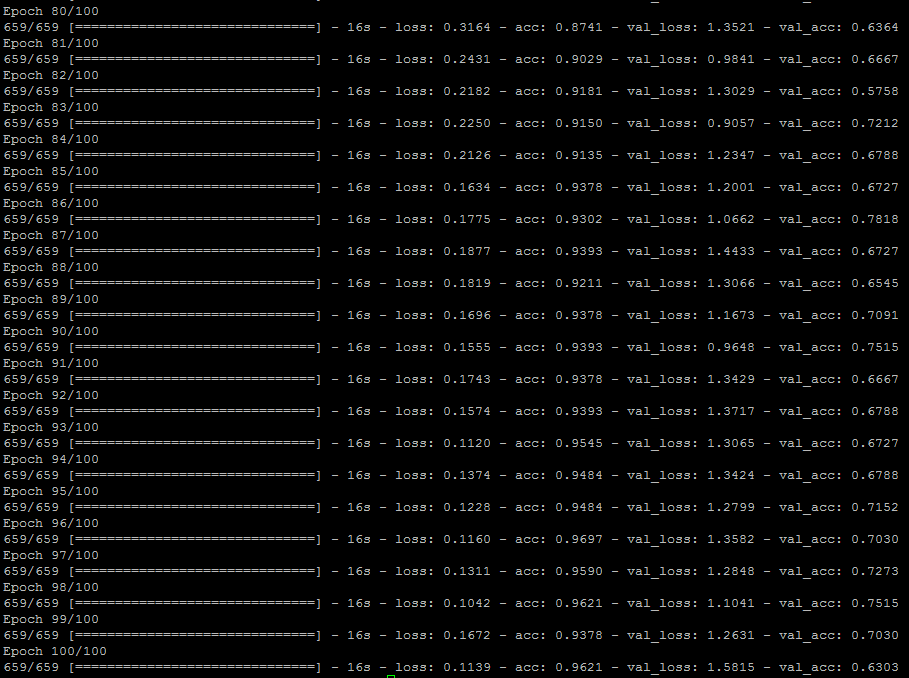 Epoch 80/100
659/659 [==============================] - 16s - loss: 0.3164 - acc: 0.8741 - val_loss: 1.3521 - val_acc: 0.6364
Epoch 81/100
659/659 [==============================] - 16s - loss: 0.2431 - acc: 0.9029 - val_loss: 0.9841 - val_acc: 0.6667
Epoch 82/100
659/659 [==============================] - 16s - loss: 0.2182 - acc: 0.9181 - val_loss: 1.3029 - val_acc: 0.5758
Epoch 83/100
659/659 [==============================] - 16s - loss: 0.2250 - acc: 0.9150 - val_loss: 0.9057 - val_acc: 0.7212
Epoch 84/100
659/659 [==============================] - 16s - loss: 0.2126 - acc: 0.9135 - val_loss: 1.2347 - val_acc: 0.6788
Epoch 85/100
659/659 [==============================] - 16s - loss: 0.1634 - acc: 0.9378 - val_loss: 1.2001 - val_acc: 0.6727
Epoch 86/100
659/659 [==============================] - 16s - loss: 0.1775 - acc: 0.9302 - val_loss: 1.0662 - val_acc: 0.7818
Epoch 87/100
659/659 [==============================] - 16s - loss: 0.1877 - acc: 0.9393 - val_loss: 1.4433 - val_acc: 0.6727
Epoch 88/100
659/659 [==============================] - 16s - loss: 0.1819 - acc: 0.9211 - val_loss: 1.3066 - val_acc: 0.6545
Epoch 89/100
659/659 [==============================] - 16s - loss: 0.1696 - acc: 0.9378 - val_loss: 1.1673 - val_acc: 0.7091
Epoch 90/100
659/659 [==============================] - 16s - loss: 0.1555 - acc: 0.9393 - val_loss: 0.9648 - val_acc: 0.7515
Epoch 91/100
659/659 [==============================] - 16s - loss: 0.1743 - acc: 0.9378 - val_loss: 1.3429 - val_acc: 0.6667
Epoch 92/100
659/659 [==============================] - 16s - loss: 0.1574 - acc: 0.9393 - val_loss: 1.3717 - val_acc: 0.6788
Epoch 93/100
659/659 [==============================] - 16s - loss: 0.1120 - acc: 0.9545 - val_loss: 1.3065 - val_acc: 0.6727
Epoch 94/100
659/659 [==============================] - 16s - loss: 0.1374 - acc: 0.9484 - val_loss: 1.3424 - val_acc: 0.6788
Epoch 95/100
659/659 [==============================] - 16s - loss: 0.1228 - acc: 0.9484 - val_loss: 1.2799 - val_acc: 0.7152
Epoch 96/100
659/659 [==============================] - 16s - loss: 0.1160 - acc: 0.9697 - val_loss: 1.3582 - val_acc: 0.7030
Epoch 97/100
659/659 [==============================] - 16s - loss: 0.1311 - acc: 0.9590 - val_loss: 1.2848 - val_acc: 0.7273
Epoch 98/100
659/659 [==============================] - 16s - loss: 0.1042 - acc: 0.9621 - val_loss: 1.1041 - val_acc: 0.7515
Epoch 99/100
659/659 [==============================] - 16s - loss: 0.1672 - acc: 0.9378 - val_loss: 1.2631 - val_acc: 0.7030
Epoch 100/100
659/659 [==============================] - 16s - loss: 0.1139 - acc: 0.9621 - val_loss: 1.5815 - val_acc: 0.6303